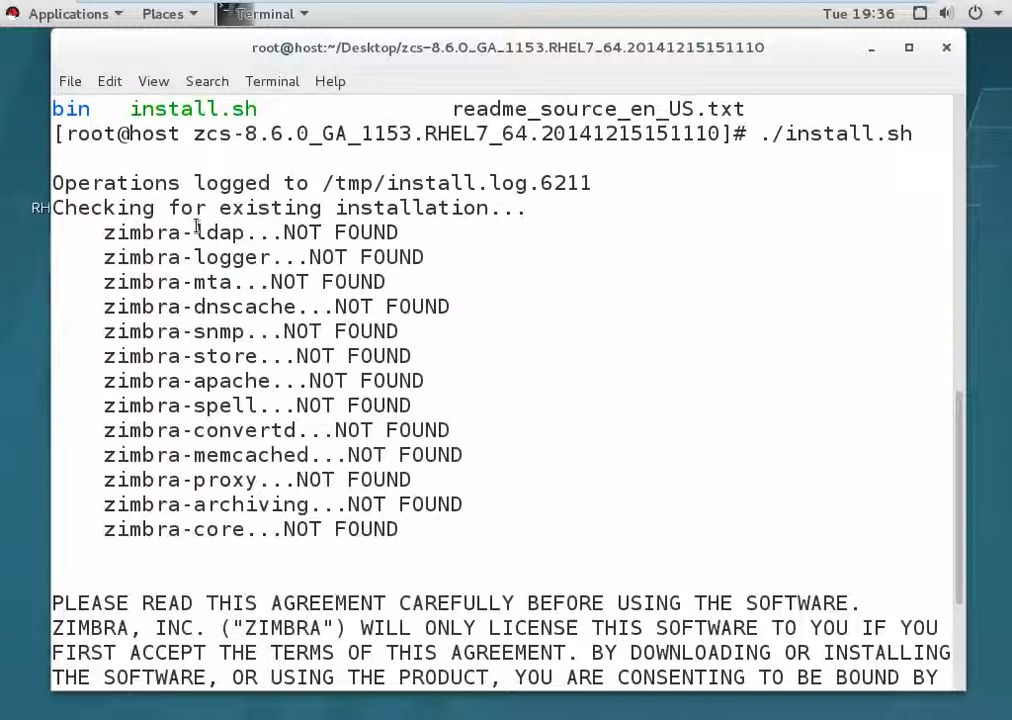 Applications Places Terminal Tue 19:36
root@host:~/Desktop/zcs-8.6.0_GA_1153.RHEL7_64.20141215151110
File Edit View Search Terminal Help
bin install.sh readme_source_en_US.txt
[root@host zcs-8.6.0_GA_1153.RHEL7_64.20141215151110]# ./install.sh
Operations logged to /tmp/install.log.6211
RH
Checking for existing installation...
zimbra-ldap...NOT FOUND
zimbra-logger...NOT FOUND
zimbra-mta...NOT FOUND
zimbra-dnscache...NOT FOUND
zimbra-snmp...NOT FOUND
zimbra-store...NOT FOUND
zimbra-apache...NOT FOUND
zimbra-spell...NOT FOUND
zimbra-convertd...NOT FOUND
zimbra-memcached...NOT FOUND
zimbra-proxy...NOT FOUND
zimbra-archiving...NOT FOUND
zimbra-core...NOT FOUND
PLEASE READ THIS AGREEMENT CAREFULLY BEFORE USING THE SOFTWARE.
ZIMBRA, INC. ("ZIMBRA") WILL ONLY LICENSE THIS SOFTWARE TO YOU IF YOU
FIRST ACCEPT THE TERMS OF THIS AGREEMENT. BY DOWNLOADING OR INSTALLING
THE SOFTWARE, OR USING THE PRODUCT, YOU ARE CONSENTING TO BE BOUND BY